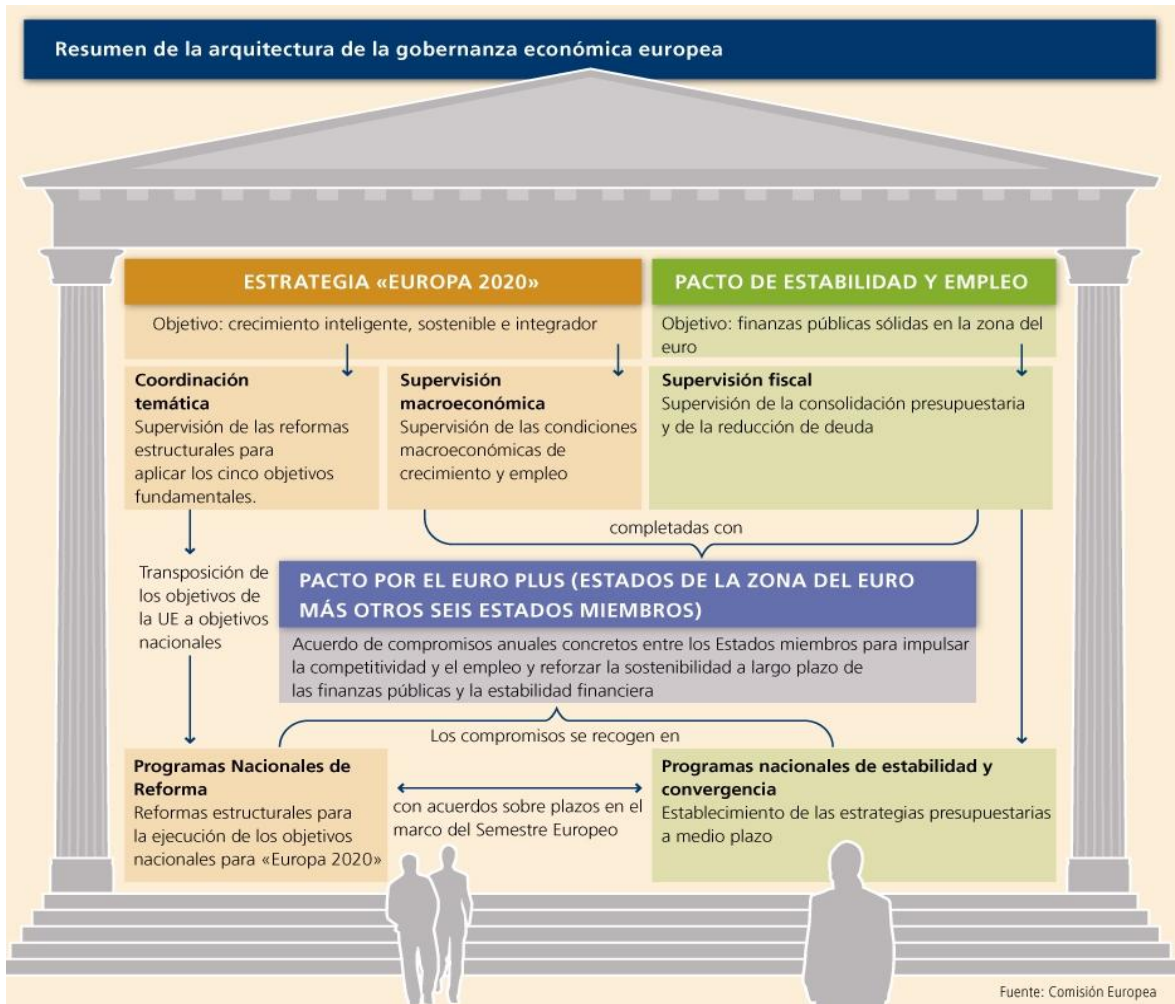 Resumen de la arquitectura de la gobernanza económica europea
ESTRATEGIA «EUROPA 2020»
Objetivo: crecimiento inteligente, sostenible e integrador
PACTO DE ESTABILIDAD Y EMPLEO
Objetivo: finanzas públicas sólidas en la zona del
euro
Coordinación
temática
Supervisión de las reformas
estructurales para
aplicar los cinco objetivos
fundamentales.
Supervisión
macroeconómica
Supervisión de las condiciones
macroeconómicas de
crecimiento y empleo
Supervisión fiscal
Supervisión de la consolidación presupuestaria
y de la reducción de deuda
completadas con
Transposición de
los objetivos de
la UE a objetivos
nacionales
PACTO POR EL EURO PLUS (ESTADOS DE LA ZONA DEL EURO
MÁS OTROS SEIS ESTADOS MIEMBROS)
Acuerdo de compromisos anuales concretos entre los Estados miembros para impulsar
la competitividad y el empleo y reforzar la sostenibilidad a largo plazo de
las finanzas públicas y la estabilidad financiera
Los compromisos se recogen en
Programas Nacionales de
Reforma
Reformas estructurales para
la ejecución de los objetivos
nacionales para «Europa 2020»
con acuerdos sobre plazos en el
marco del Semestre Europeo
Programas nacionales de estabilidad y
convergencia
Establecimiento de las estrategias presupuestarias
a medio plazo
Fuente: Comisión Europea